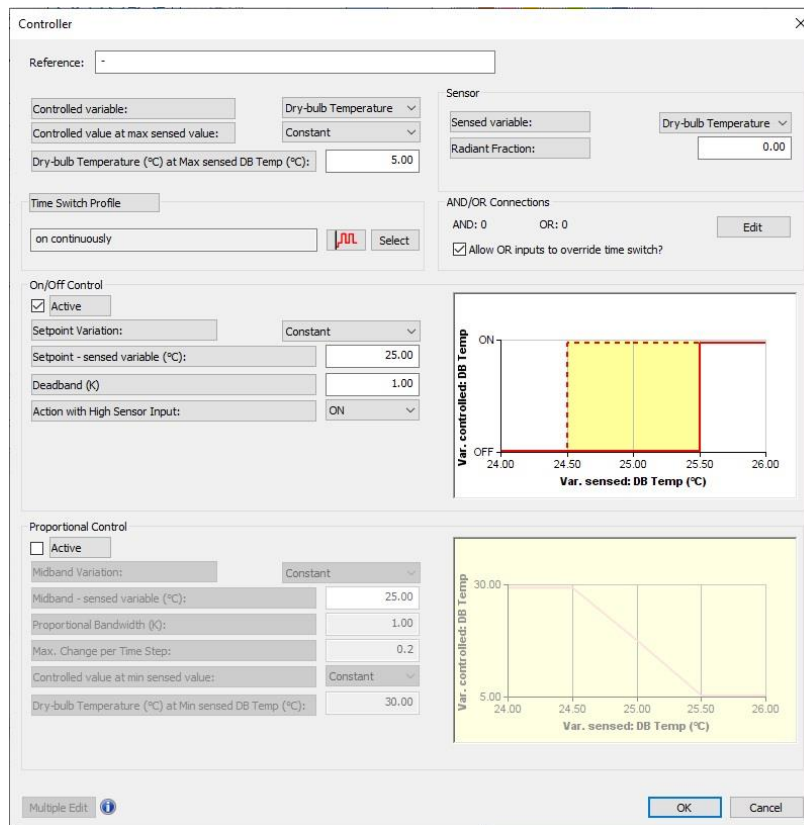 Controller
Reference: -
Controlled variable: Dry-bulb Temperature
Controlled value at max sensed value: Constant
Dry-bulb Temperature (°C) at Max sensed DB Temp (°C): 5.00
Sensor
Sensed variable: Dry-bulb Temperature
Radiant Fraction: 0.00
Time Switch Profile
on continuously Select
AND/OR Connections
AND: 0 OR: 0 Edit
Allow OR inputs to override time switch?
On/Off Control
Active
Setpoint Variation: Constant
Setpoint - sensed variable (°C): 25.00
Deadband (K) 1.00
Action with High Sensor Input: ON
Var. controlled: DB Temp
ON
OFF
24.00 24.50 25.00 25.50 26.00
Var. sensed: DB Temp (°C)
Proportional Control
Active
Midband Variation: Constant
Midband - sensed variable (°C): 25.00
Proportional Bandwidth (K): 1.00
Max. Change per Time Step: 0.2
Controlled value at min sensed value: Constant
Dry-bulb Temperature (°C) at Min sensed DB Temp (°C): 30.00
Var. controlled: DB Temp
30.00
5.00
24.00 24.50 25.00 25.50 26.00
Var. sensed: DB Temp (°C)
Multiple Edit OK Cancel